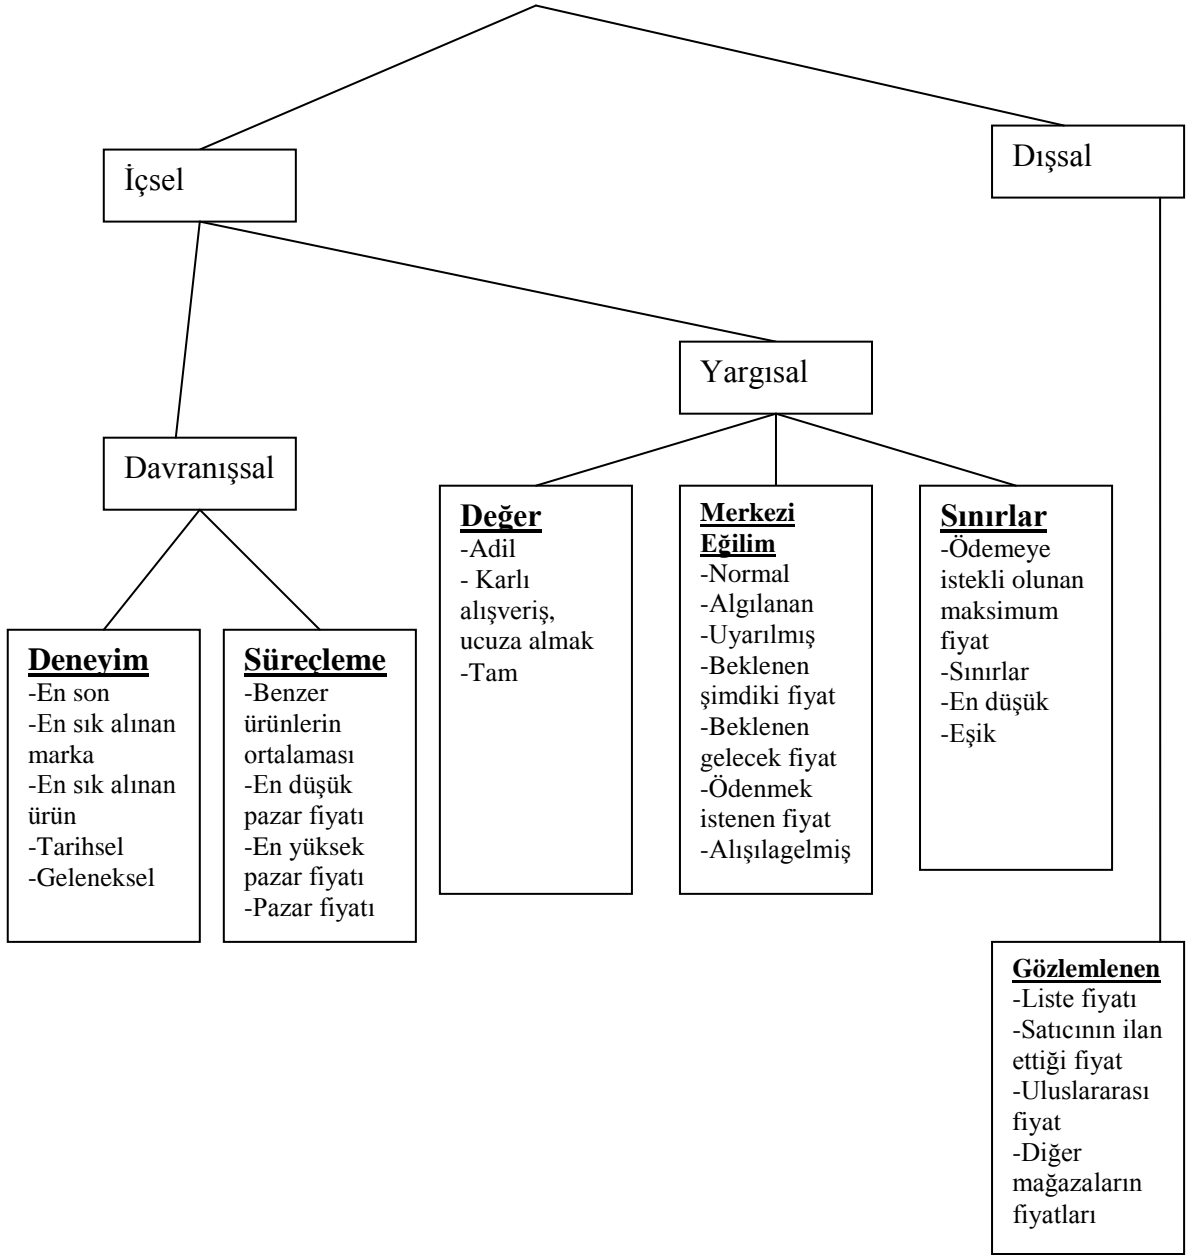 İçsel
Dışsal
Yargısal
Davranışsal
Değer
-Adil
- Karlı
alışveriş,
ucuza almak
-Tam
Merkezi
Eğilim
-Normal
-Algılanan
-Uyarılmış
-Beklenen
şimdiki fiyat
-Beklenen
gelecek fiyat
-Ödenmek
istenen fiyat
-Alışılagelmiş
Sınırlar
-Ödemeye
istekli olunan
maksimum
fiyat
-Sınırlar
-En düşük
-Eşik
Deneyim
-En son
-En sık alınan
marka
-En sık alınan
ürün
-Tarihsel
-Geleneksel
Süreçleme
-Benzer
ürünlerin
ortalaması
-En düşük
pazar fiyatı
-En yüksek
pazar fiyatı
-Pazar fiyatı
Gözlemlenen
-Liste fiyatı
-Satıcının ilan
ettiği fiyat
-Uluslararası
fiyat
-Diğer
mağazaların
fiyatları